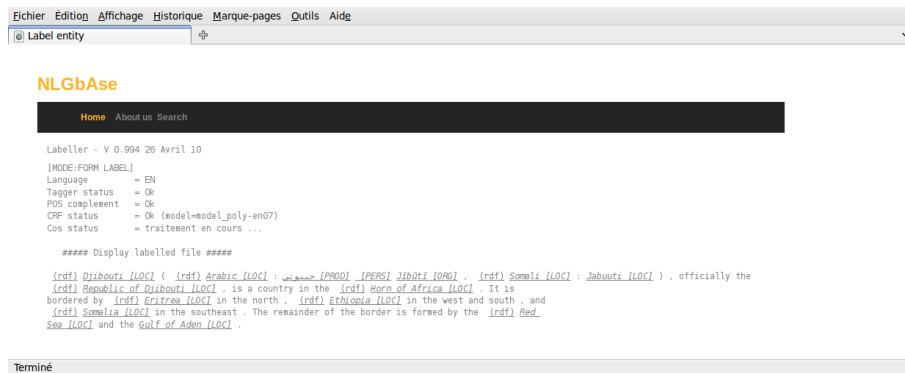 Fichier Édition Affichage Historique Marque-pages Outils Aide
Label entity
NLGbAse
Home About us Search
Labeller - V 0.994 26 Avril 10
[MODE:FORM LABEL]
Language = EN
Tagger status = Ok
POS complement = Ok
CRF status = Ok (model=model_poly-en07)
Cos status = traitement en cours ...
##### Display labelled file #####
(rdf) Djibouti [LOC] ( (rdf) Arabic [LOC] : جيبوتي [PROD] [PERS] Jībūtī [ORG] , (rdf) Somali [LOC] : Jabuuti [LOC] ) , officially the
(rdf) Republic of Djibouti [LOC] , is a country in the (rdf) Horn of Africa [LOC] . It is
bordered by (rdf) Eritrea [LOC] in the north , (rdf) Ethiopia [LOC] in the west and south , and
(rdf) Somalia [LOC] in the southeast . The remainder of the border is formed by the (rdf) Red
Sea [LOC] and the Gulf of Aden [LOC] .
Terminé